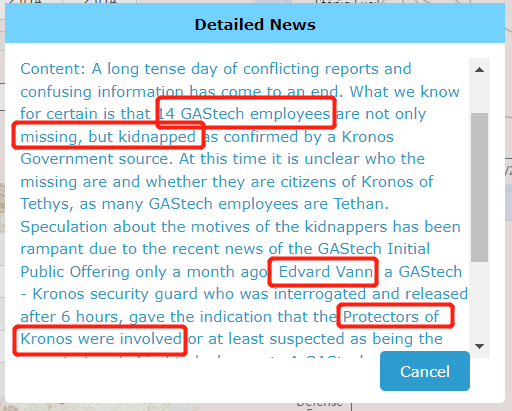 Detailed News
Content: A long tense day of conflicting reports and
confusing information has come to an end. What we know
for certain is that 14 GAStech employees are not only
missing, but kidnapped as confirmed by a Kronos
Government source. At this time it is unclear who the
missing are and whether they are citizens of Kronos of
Tethys, as many GAStech employees are Tethan.
Speculation about the motives of the kidnappers has been
rampant due to the recent news of the GAStech Initial
Public Offering only a month ago. Edvard Vann, a GAStech
- Kronos security guard who was interrogated and released
after 6 hours, gave the indication that the Protectors of
Kronos were involved or at least suspected as being the
Cancel